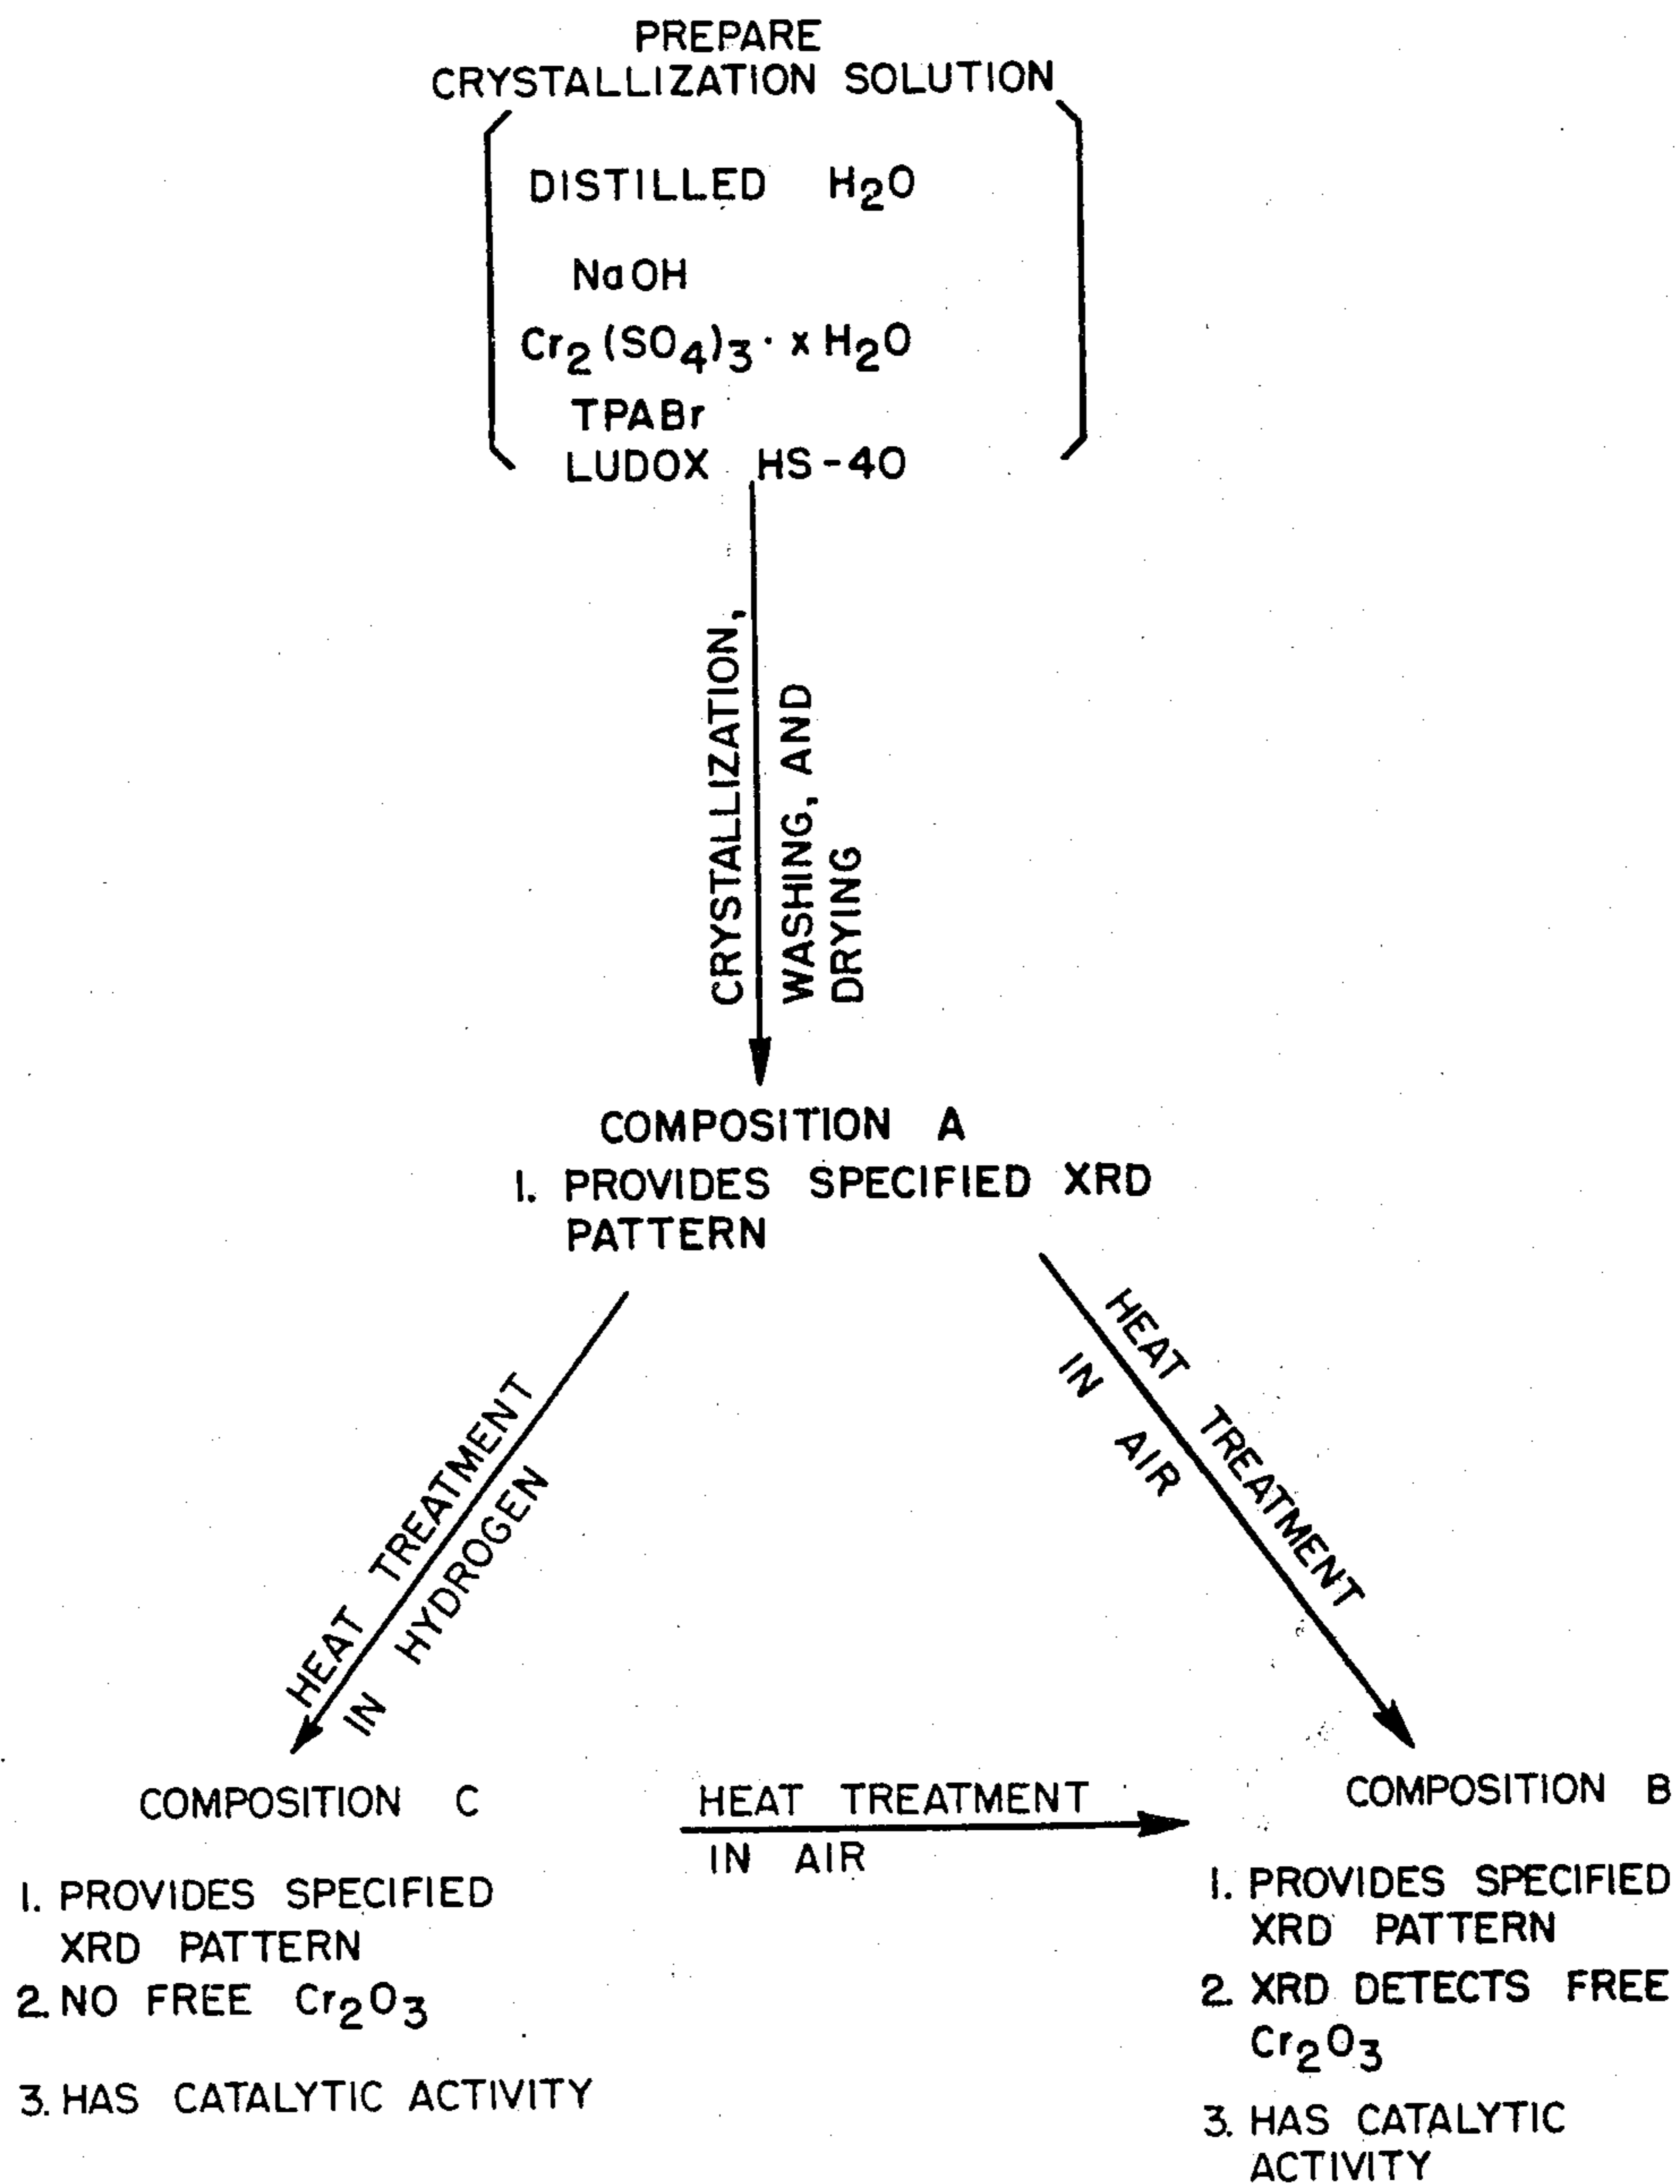 PREPARE
CRYSTALLIZATION SOLUTION
DISTILLED H2O
NaOH
Cr2(SO4)3 · x H2O
TPABr
LUDOX HS-40
CRYSTALLIZATION,
WASHING, AND
DRYING
COMPOSITION A
1. PROVIDES SPECIFIED XRD
PATTERN
HEAT TREATMENT
IN HYDROGEN
HEAT TREATMENT
IN AIR
COMPOSITION C
1. PROVIDES SPECIFIED
XRD PATTERN
2. NO FREE Cr2O3
3. HAS CATALYTIC ACTIVITY
HEAT TREATMENT
IN AIR
COMPOSITION B
1. PROVIDES SPECIFIED
XRD PATTERN
2. XRD DETECTS FREE
Cr2O3
3. HAS CATALYTIC
ACTIVITY